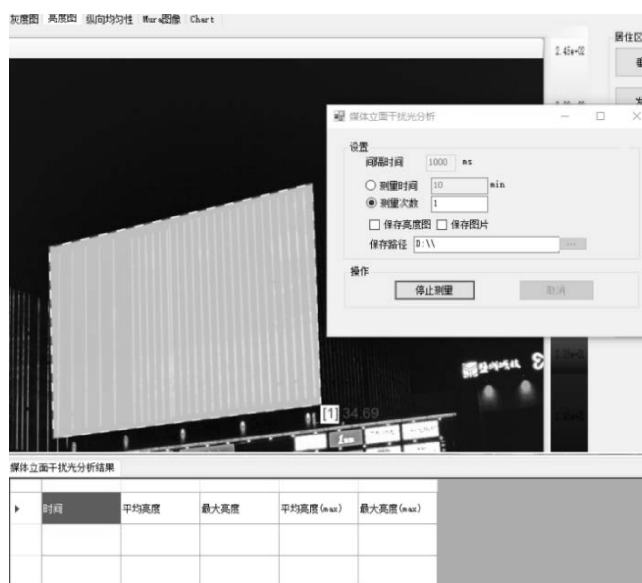 灰度图 亮度图 纵向均匀性 Mura图像 Chart
居住区
2.45e+02
媒体立面干扰光分析
设置
间隔时间 1000 ms
测量时间 10 min
测量次数 1
保存亮度图 保存图片
保存路径 D:\\ ...
操作
停止测量 取消
[1] 34.69
媒体立面干扰光分析结果
时间 平均亮度 最大亮度 平均亮度(max) 最大亮度(max)